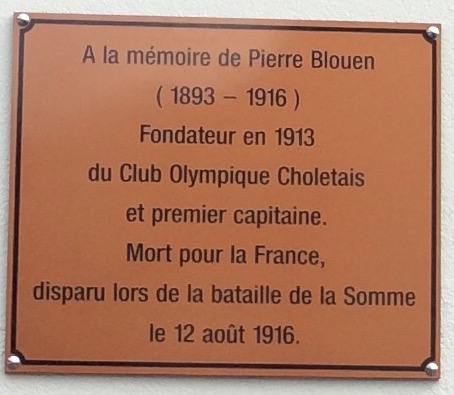 A la mémoire de Pierre Blouen
( 1893 – 1916 )
Fondateur en 1913
du Club Olympique Choletais
et premier capitaine.
Mort pour la France,
disparu lors de la bataille de la Somme
le 12 août 1916.